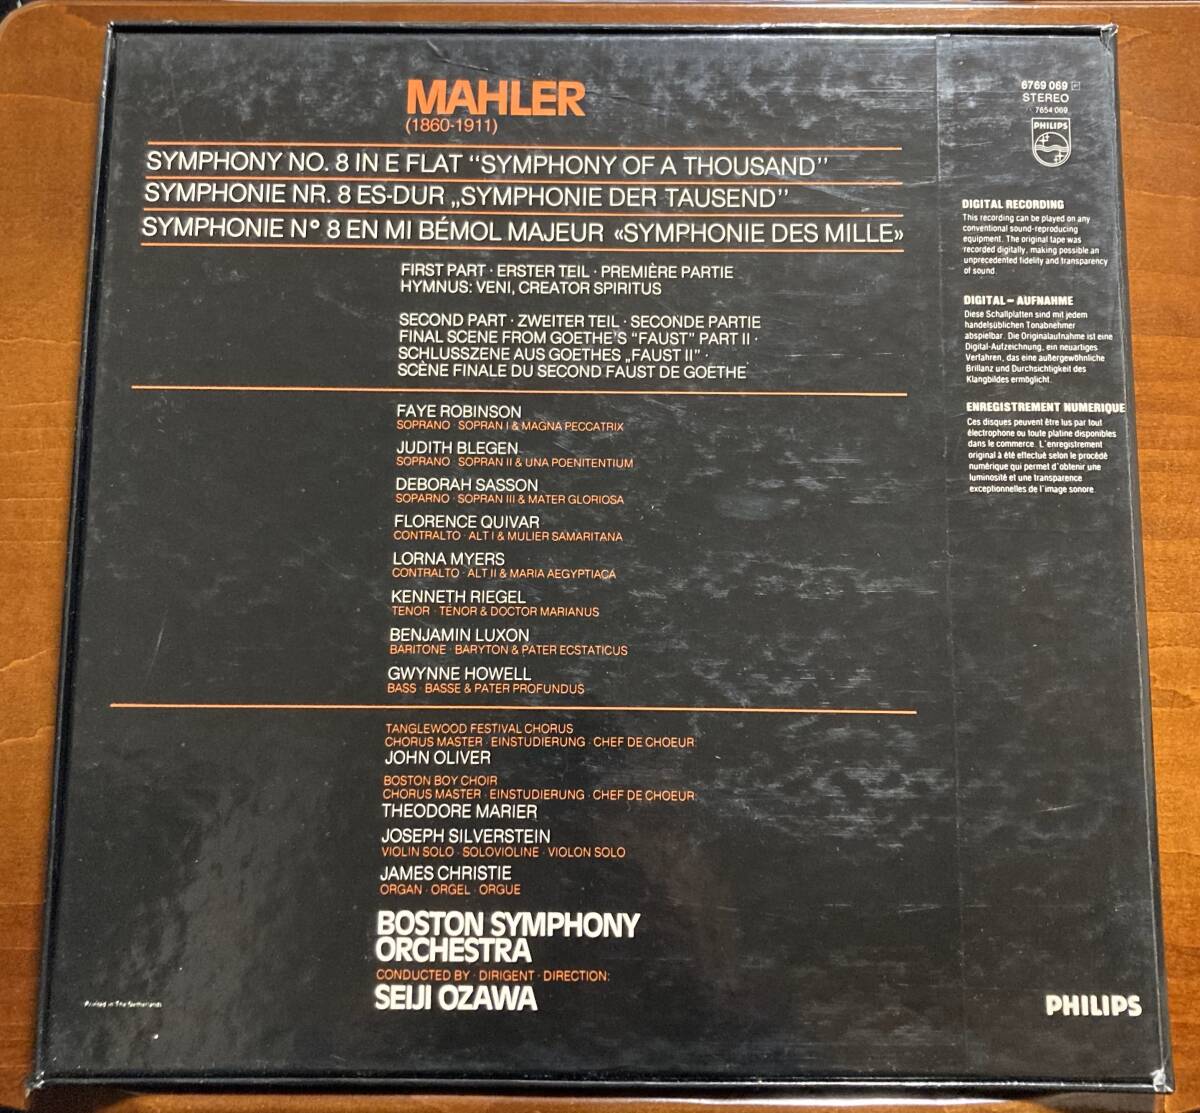 MAHLER
(1860-1911)
SYMPHONY NO. 8 IN E FLAT “SYMPHONY OF A THOUSAND”
SYMPHONIE NR. 8 ES-DUR „SYMPHONIE DER TAUSEND”
SYMPHONIE N° 8 EN MI BÉMOL MAJEUR «SYMPHONIE DES MILLE»
FIRST PART · ERSTER TEIL · PREMIÈRE PARTIE
HYMNUS: VENI, CREATOR SPIRITUS
SECOND PART · ZWEITER TEIL · SECONDE PARTIE
FINAL SCENE FROM GOETHE'S “FAUST” PART II ·
SCHLUSSZENE AUS GOETHES „FAUST II” ·
SCÈNE FINALE DU SECOND FAUST DE GOETHE
FAYE ROBINSON
SOPRANO · SOPRAN I & MAGNA PECCATRIX
JUDITH BLEGEN
SOPRANO · SOPRAN II & UNA POENITENTIUM
DEBORAH SASSON
SOPARNO · SOPRAN III & MATER GLORIOSA
FLORENCE QUIVAR
CONTRALTO · ALT I & MULIER SAMARITANA
LORNA MYERS
CONTRALTO · ALT II & MARIA AEGYPTIACA
KENNETH RIEGEL
TENOR · TÉNOR & DOCTOR MARIANUS
BENJAMIN LUXON
BARITONE · BARYTON & PATER ECSTATICUS
GWYNNE HOWELL
BASS · BASSE & PATER PROFUNDUS
TANGLEWOOD FESTIVAL CHORUS
CHORUS MASTER · EINSTUDIERUNG · CHEF DE CHOEUR:
JOHN OLIVER
BOSTON BOY CHOIR
CHORUS MASTER · EINSTUDIERUNG · CHEF DE CHOEUR:
THEODORE MARIER
JOSEPH SILVERSTEIN
VIOLIN SOLO · SOLOVIOLINE · VIOLON SOLO
JAMES CHRISTIE
ORGAN · ORGEL · ORGUE
BOSTON SYMPHONY
ORCHESTRA
CONDUCTED BY · DIRIGENT · DIRECTION:
SEIJI OZAWA
Printed in The Netherlands
6769 069
STEREO
7654 069
PHILIPS
DIGITAL RECORDING
This recording can be played on any
conventional sound-reproducing
equipment. The original tape was
recorded digitally, making possible an
unprecedented fidelity and transparency
of sound.
DIGITAL – AUFNAHME
Diese Schallplatten sind mit jedem
handelsüblichen Tonabnehmer
abspielbar. Die Originalaufnahme ist eine
Digital-Aufzeichnung, ein neuartiges
Verfahren, das eine außergewöhnliche
Brillanz und Durchsichtigkeit des
Klangbildes ermöglicht.
ENREGISTREMENT NUMERIQUE
Ces disques peuvent être lus par tout
électrophone ou toute platine disponibles
dans le commerce. L'enregistrement
original à été effectué selon le procédé
numérique qui permet d'obtenir une
luminosité et une transparence
exceptionnelles de l'image sonore.
PHILIPS